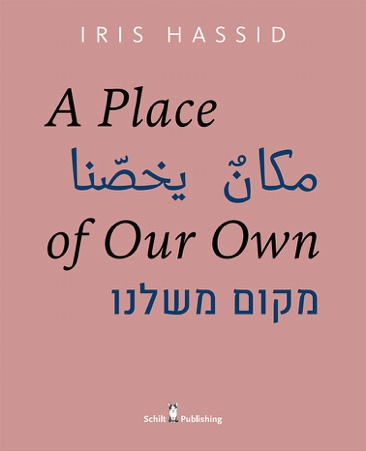 IRIS HASSID
A Place
مكانٌ يخصّنا
of Our Own
מקום משלנו
Schilt Publishing